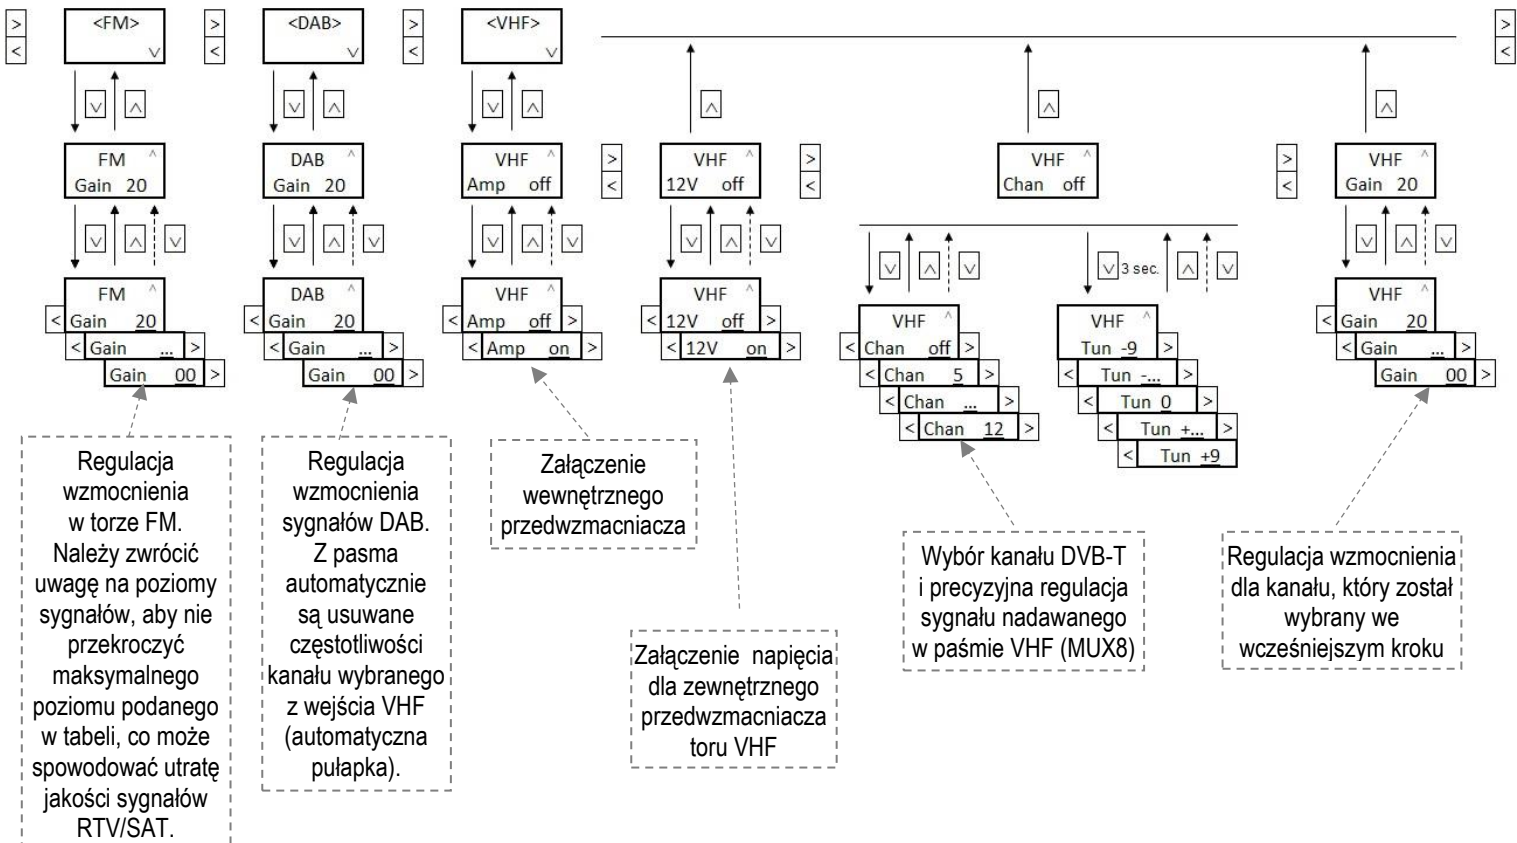 > <FM> > <DAB> > <VHF> >
< ∨ < ∨ < ∨ <
∨ ∧ ∨ ∧ ∨ ∧ ∧ ∧ ∧
FM ^ DAB ^ VHF ^ > VHF ^ > VHF ^ > VHF ^
Gain 20 Gain 20 Amp off < 12V off < Chan off < Gain 20
∨ ∧ ∨ ∨ ∧ ∨ ∨ ∧ ∨ ∨ ∧ ∨ ∨ ∧ ∨
∨ ∧ ∨ ∨ 3 sec. ∧ ∨
FM ^ DAB ^ VHF ^ VHF ^ VHF ^
< Gain 20 < Gain 20 < Amp off > < 12V off > < Gain 20
< Gain ... > < Gain ... > < Amp on > < 12V on > < Gain ... >
Gain 00 > Gain 00 > Gain 00 >
VHF ^
< Chan off >
< Chan 5 >
< Chan ... >
< Chan 12 >
VHF ^
Tun -9 >
< Tun -... >
< Tun 0 >
< Tun +... >
< Tun +9
Regulacja
wzmocnienia
w torze FM.
Należy zwrócić
uwagę na poziomy
sygnałów, aby nie
przekroczyć
maksymalnego
poziomu podanego
w tabeli, co może
spowodować utratę
jakości sygnałów
RTV/SAT.
Regulacja
wzmocnienia
sygnałów DAB.
Z pasma
automatycznie
są usuwane
częstotliwości
kanału wybranego
z wejścia VHF
(automatyczna
pułapka).
Załączenie
wewnętrznego
przedwzmacniacza
Załączenie napięcia
dla zewnętrznego
przedwzmacniacza
toru VHF
Wybór kanału DVB-T
i precyzyjna regulacja
sygnału nadawanego
w paśmie VHF (MUX8)
Regulacja wzmocnienia
dla kanału, który został
wybrany we
wcześniejszym kroku